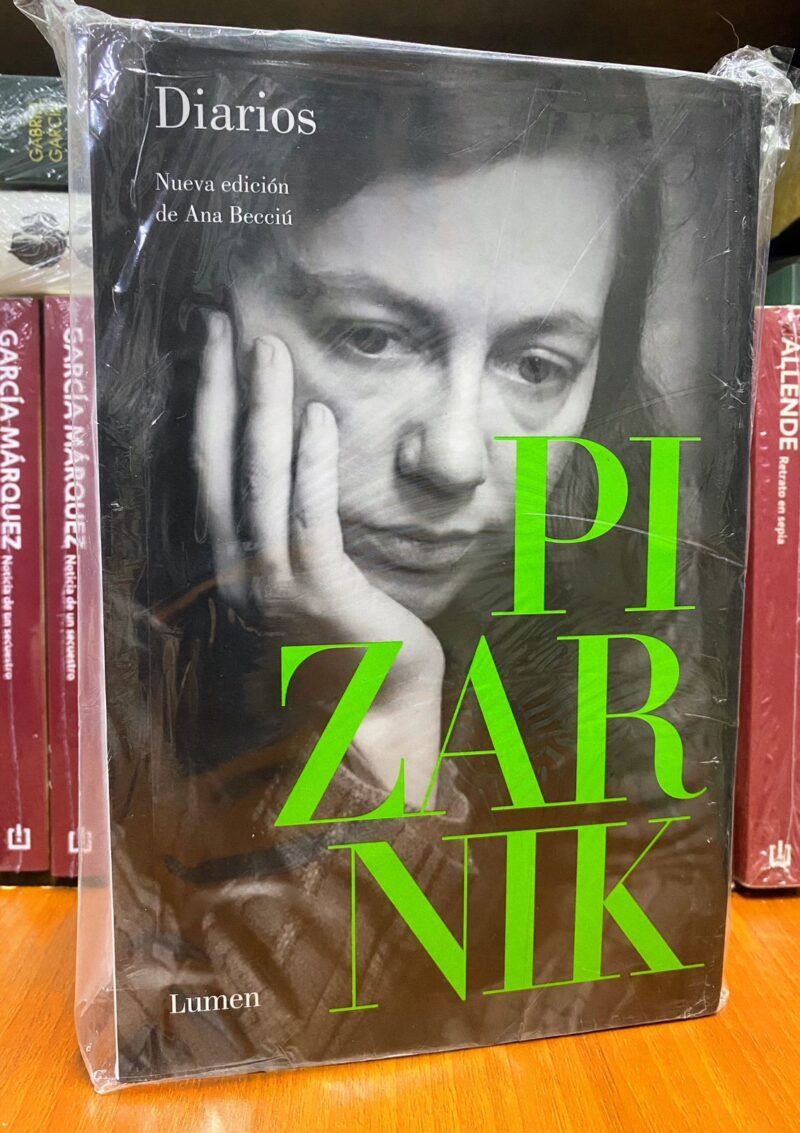 Diarios
Nueva edición
de Ana Becciú
PI
ZAR
NIK
Lumen
GARCÍA MÁRQUEZ Noticia de un secuestro
GARCÍA MÁRQUEZ Noticia de un secuestro
ALLENDE Retrato en sepia